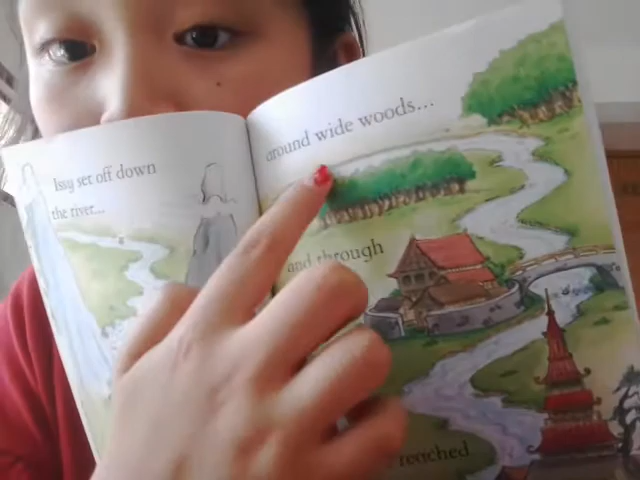 Issy set off down
the river...
around wide woods...
and through
reached